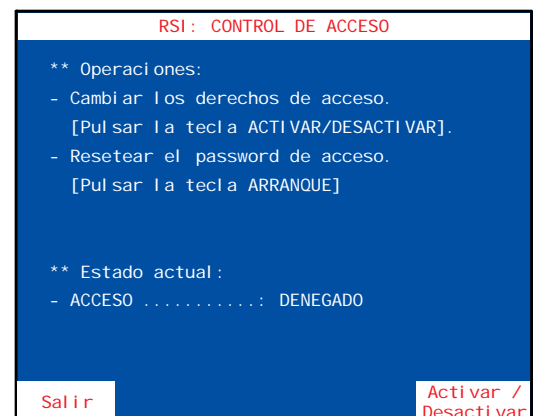 RSI: CONTROL DE ACCESO
** Operaciones:
- Cambiar los derechos de acceso.
[Pulsar la tecla ACTIVAR/DESACTIVAR].
- Resetear el password de acceso.
[Pulsar la tecla ARRANQUE]
** Estado actual:
- ACCESO ...........: DENEGADO
Salir
Activar /
Desactivar